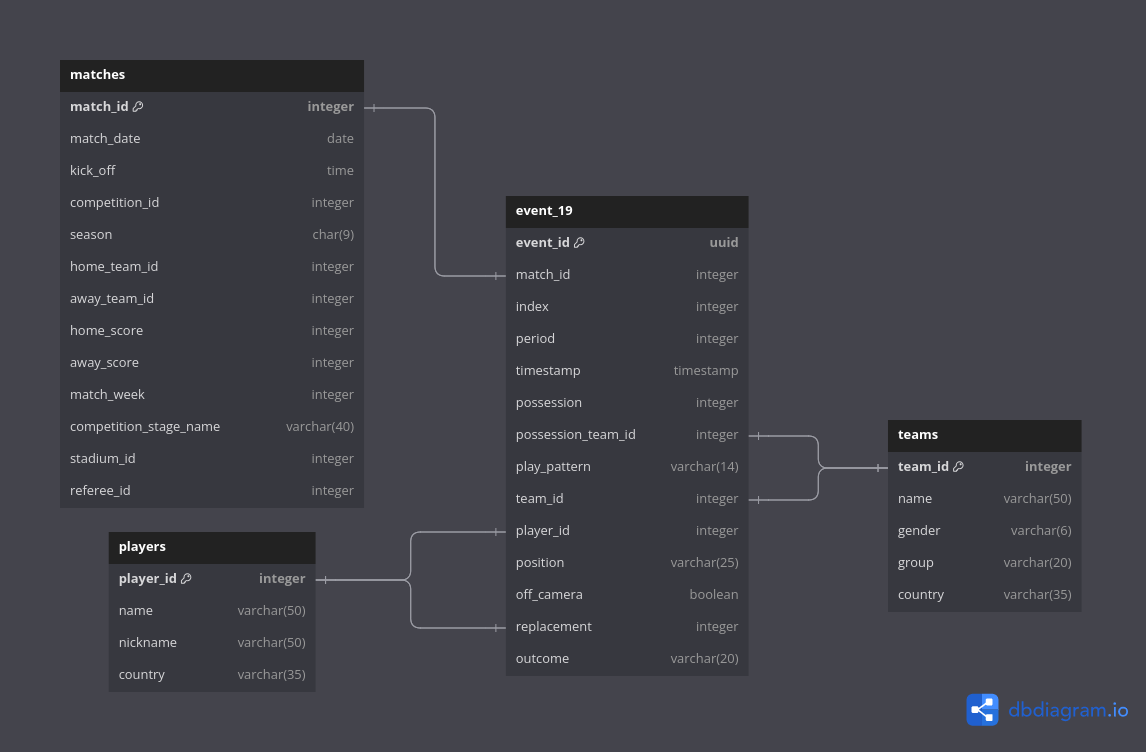 matches
match_id integer
match_date date
kick_off time
competition_id integer
season char(9)
home_team_id integer
away_team_id integer
home_score integer
away_score integer
match_week integer
competition_stage_name varchar(40)
stadium_id integer
referee_id integer
players
player_id integer
name varchar(50)
nickname varchar(50)
country varchar(35)
event_19
event_id uuid
match_id integer
index integer
period integer
timestamp timestamp
possession integer
possession_team_id integer
play_pattern varchar(14)
team_id integer
player_id integer
position varchar(25)
off_camera boolean
replacement integer
outcome varchar(20)
teams
team_id integer
name varchar(50)
gender varchar(6)
group varchar(20)
country varchar(35)
dbdiagram.io